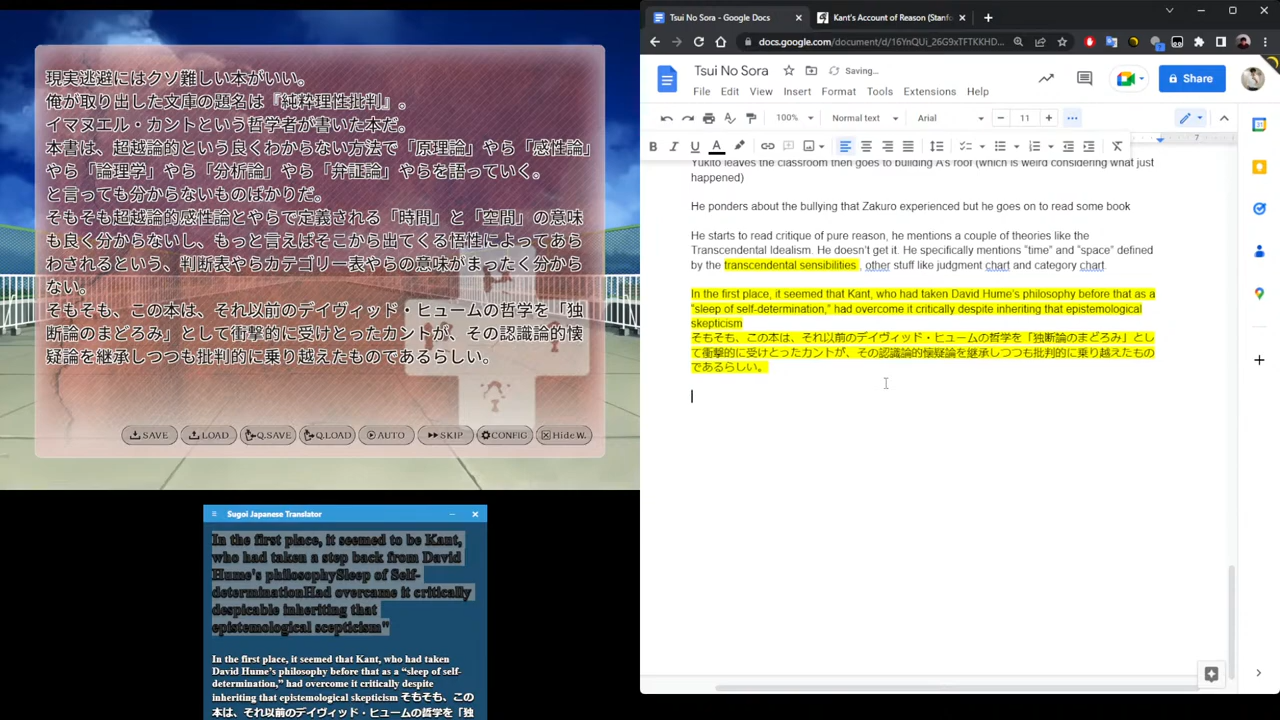 現実逃避にはクソ難しい本がいい。
俺が取り出した文庫の題名は『純粋理性批判』。
イマヌエル・カントという哲学者が書いた本だ。
本書は、超越論的という良くわからない方法で「原理論」やら「感性論」
やら「論理学」やら「分析論」やら「弁証論」やらを語っていく。
と言っても分からないものばかりだ。
そもそも超越論的感性論とやらで定義される「時間」と「空間」の意味
も良く分からないし、もっと言えばそこから出てくる悟性によってあら
わされるという、判断表やらカテゴリー表やらの意味がまったく分から
ない。
そもそも、この本は、それ以前のデイヴィッド・ヒュームの哲学を「独
断論のまどろみ」として衝撃的に受けとったカントが、その認識論的懐
疑論を継承しつつも批判的に乗り越えたものであるらしい。
SAVE LOAD Q.SAVE Q.LOAD AUTO SKIP CONFIG Hide W.
Sugoi Japanese Translator
In the first place, it seemed to be Kant,
who had taken a step back from David
Hume's philosophySleep of Self-
determinationHad overcame it critically
despicable inheriting that
epistemological scepticism"
In the first place, it seemed that Kant, who had taken
David Hume's philosophy before that as a "sleep of self-
determination," had overcome it critically despite
inheriting that epistemological skepticism そもそも、この
本は、それ以前のデイヴィッド・ヒュームの哲学を「独
Tsui No Sora - Google Docs
Kant's Account of Reason (Stanf
docs.google.com/document/d/16YnQUi_26G9xTFTKKHD...
Tsui No Sora
Saving...
File Edit View Insert Format Tools Extensions Help
Share
100% Normal text Arial 11
7
Yukito leaves the classroom then goes to building A's roof (which is weird considering what just
happened)
He ponders about the bullying that Zakuro experienced but he goes on to read some book
He starts to read critique of pure reason, he mentions a couple of theories like the
Transcendental Idealism. He doesn't get it. He specifically mentions "time" and "space" defined
by the transcendental sensibilities , other stuff like judgment chart and category chart.
In the first place, it seemed that Kant, who had taken David Hume's philosophy before that as a
"sleep of self-determination," had overcome it critically despite inheriting that epistemological
skepticism
そもそも、この本は、それ以前のデイヴィッド・ヒュームの哲学を「独断論のまどろみ」とし
て衝撃的に受けとったカントが、その認識論的懐疑論を継承しつつも批判的に乗り越えたもの
であるらしい。